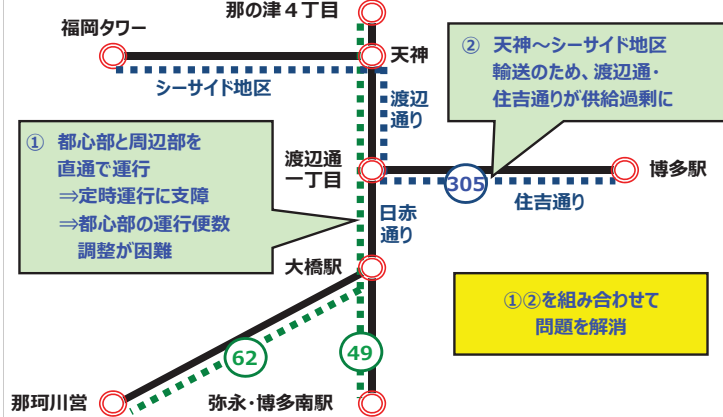 那の津４丁目
福岡タワー
天神
シーサイド地区
渡辺
通り
② 天神～シーサイド地区
輸送のため、渡辺通・
住吉通りが供給過剰に
① 都心部と周辺部を
直通で運行
⇒定時運行に支障
⇒都心部の運行便数
調整が困難
渡辺通
一丁目
305
博多駅
住吉通り
日赤
通り
大橋駅
①②を組み合わせて
問題を解消
62
49
那珂川営
弥永・博多南駅